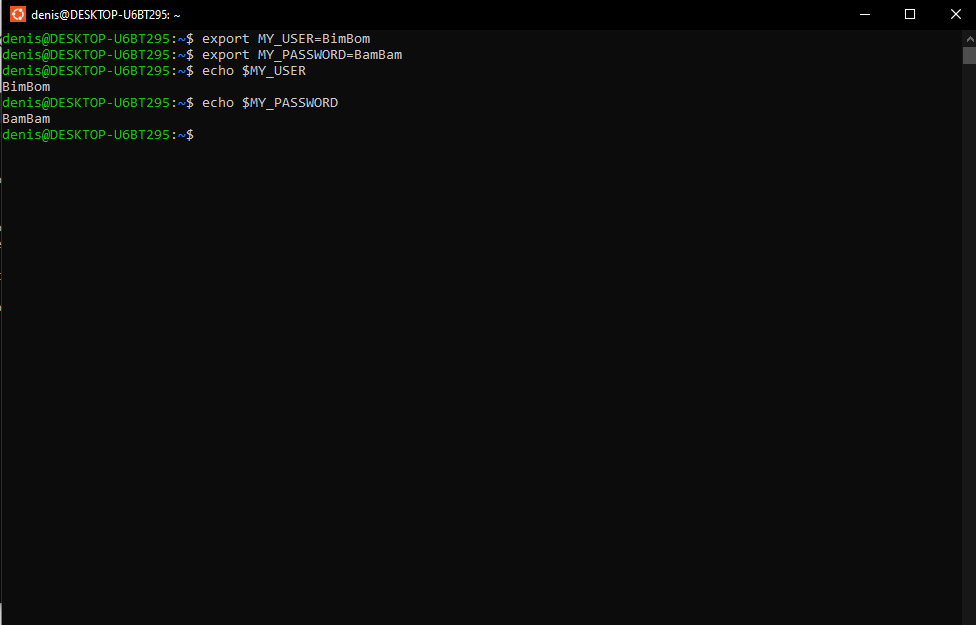 denis@DESKTOP-U6BT295: ~
denis@DESKTOP-U6BT295:~$ export MY_USER=BimBom
denis@DESKTOP-U6BT295:~$ export MY_PASSWORD=BamBam
denis@DESKTOP-U6BT295:~$ echo $MY_USER
BimBom
denis@DESKTOP-U6BT295:~$ echo $MY_PASSWORD
BamBam
denis@DESKTOP-U6BT295:~$